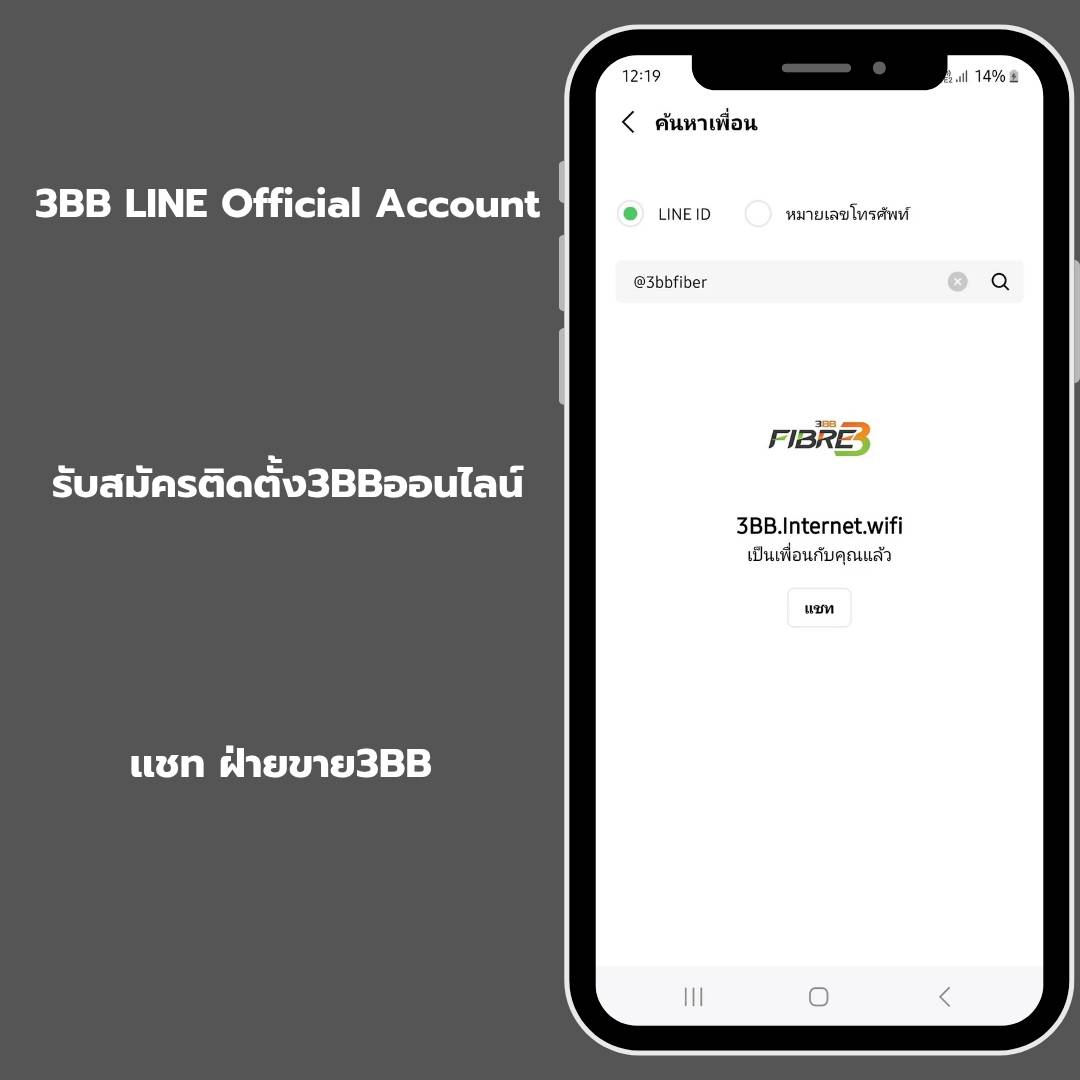 3BB LINE Official Account
รับสมัครติดตั้ง3BBออนไลน์
แชท ฝ่ายขาย3BB
12:19
14%
ค้นหาเพื่อน
LINE ID
หมายเลขโทรศัพท์
@3bbfiber
3BB
FIBRE3
3BB.Internet.wifi
เป็นเพื่อนกับคุณแล้ว
แชท